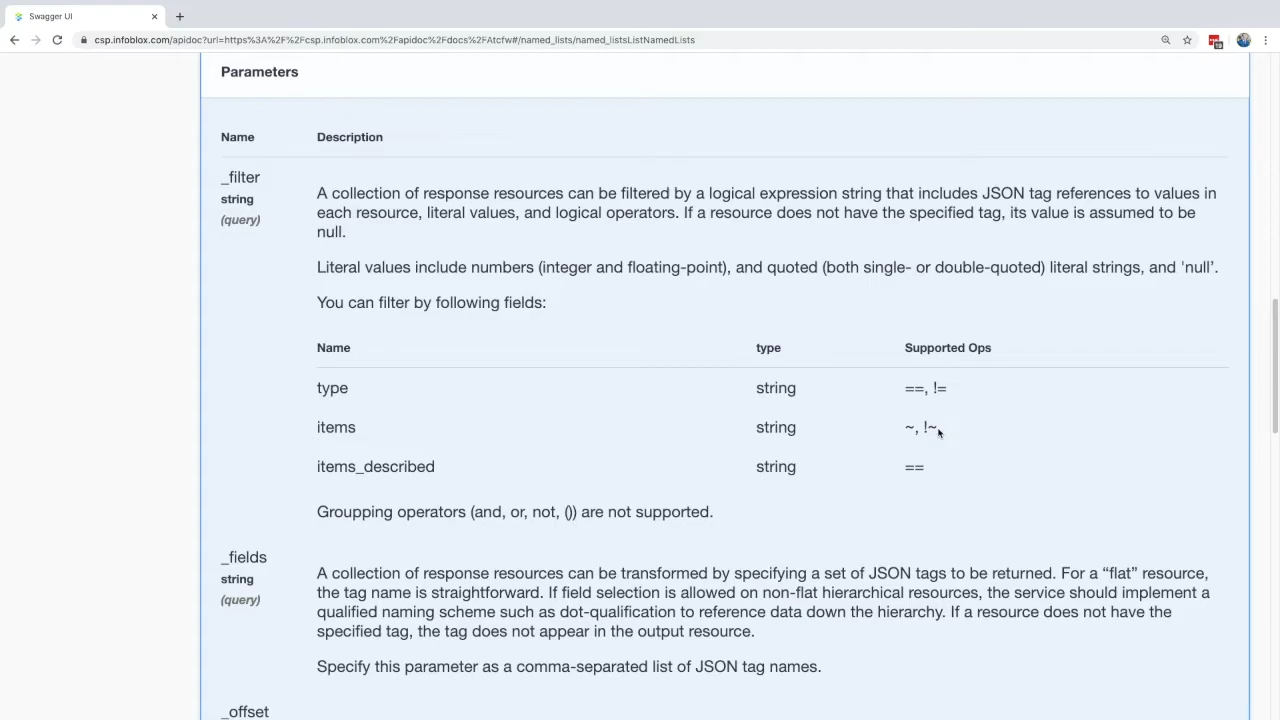 Swagger UI
csp.infoblox.com/apidoc?url=https%3A%2F%2Fcsp.infoblox.com%2Fapidoc%2Fdocs%2FAtcfw#/named_lists/named_listsListNamedLists
Parameters
Name Description
_filter
string
(query)
A collection of response resources can be filtered by a logical expression string that includes JSON tag references to values in
each resource, literal values, and logical operators. If a resource does not have the specified tag, its value is assumed to be
null.
Literal values include numbers (integer and floating-point), and quoted (both single- or double-quoted) literal strings, and 'null’.
You can filter by following fields:
Name type Supported Ops
type string ==, !=
items string ~, !~
items_described string ==
Groupping operators (and, or, not, ()) are not supported.
_fields
string
(query)
A collection of response resources can be transformed by specifying a set of JSON tags to be returned. For a “flat” resource,
the tag name is straightforward. If field selection is allowed on non-flat hierarchical resources, the service should implement a
qualified naming scheme such as dot-qualification to reference data down the hierarchy. If a resource does not have the
specified tag, the tag does not appear in the output resource.
Specify this parameter as a comma-separated list of JSON tag names.
_offset